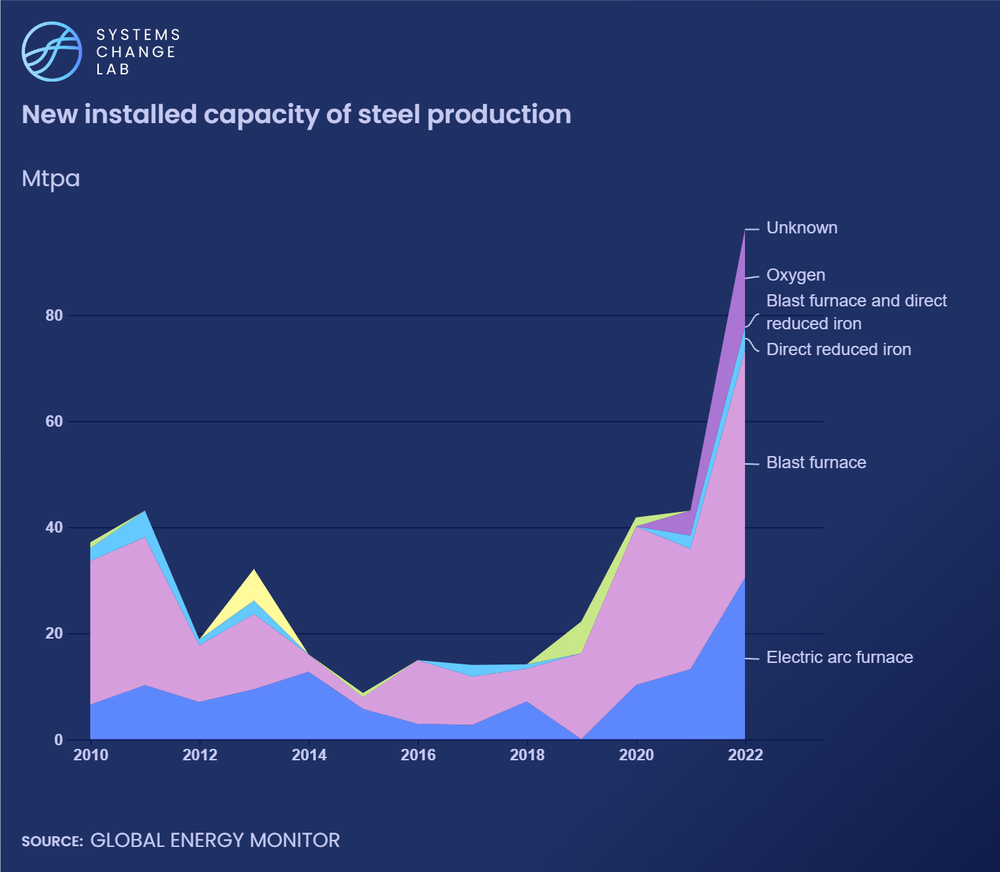 SYSTEMS
CHANGE
LAB
New installed capacity of steel production
Mtpa
Unknown
Oxygen
Blast furnace and direct
reduced iron
Direct reduced iron
Blast furnace
Electric arc furnace
80
60
40
20
0
2010 2012 2014 2016 2018 2020 2022
SOURCE: GLOBAL ENERGY MONITOR